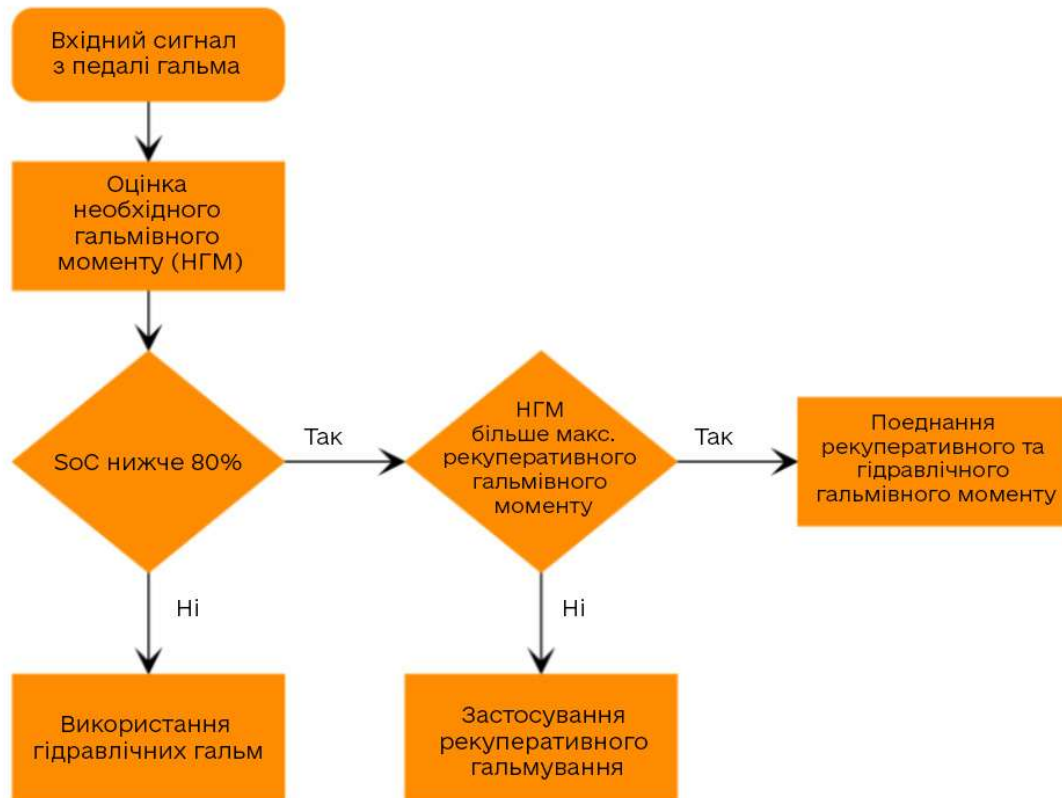 Вхідний сигнал
з педалі гальма
Оцінка
необхідного
гальмівного
моменту (НГМ)
SoC нижче 80%
Так
НГМ
більше макс.
рекуперативного
гальмівного
моменту
Так
Поєднання
рекуперативного та
гідравлічного
гальмівного моменту
Ні
Ні
Використання
гідравлічних гальм
Застосування
рекуперативного
гальмування